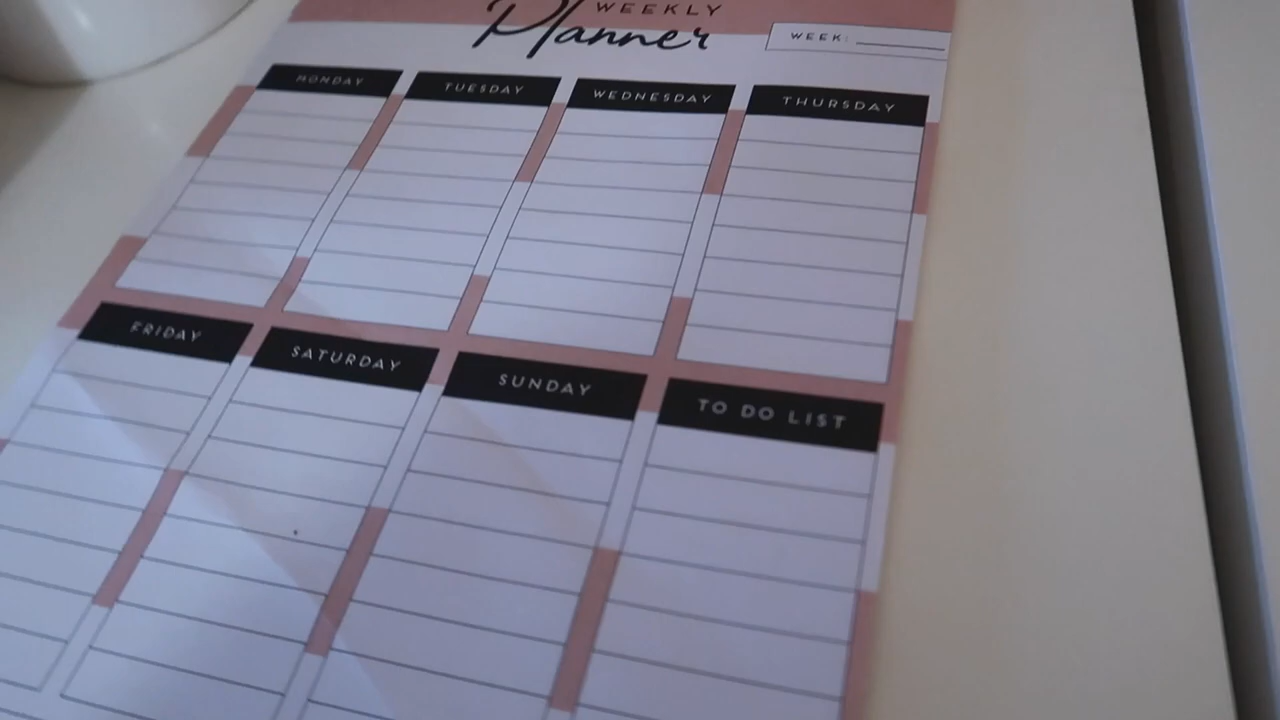 WEEKLY
Planner
WEEK:
MONDAY
TUESDAY
WEDNESDAY
THURSDAY
FRIDAY
SATURDAY
SUNDAY
TO DO LIST